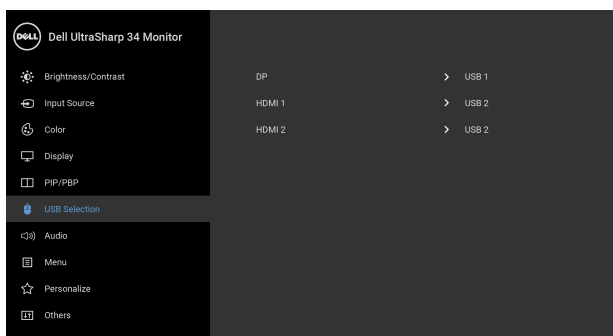 DELL Dell UltraSharp 34 Monitor
Brightness/Contrast
Input Source
Color
Display
PIP/PBP
USB Selection
Audio
Menu
Personalize
Others
DP > USB 1
HDMI 1 > USB 2
HDMI 2 > USB 2